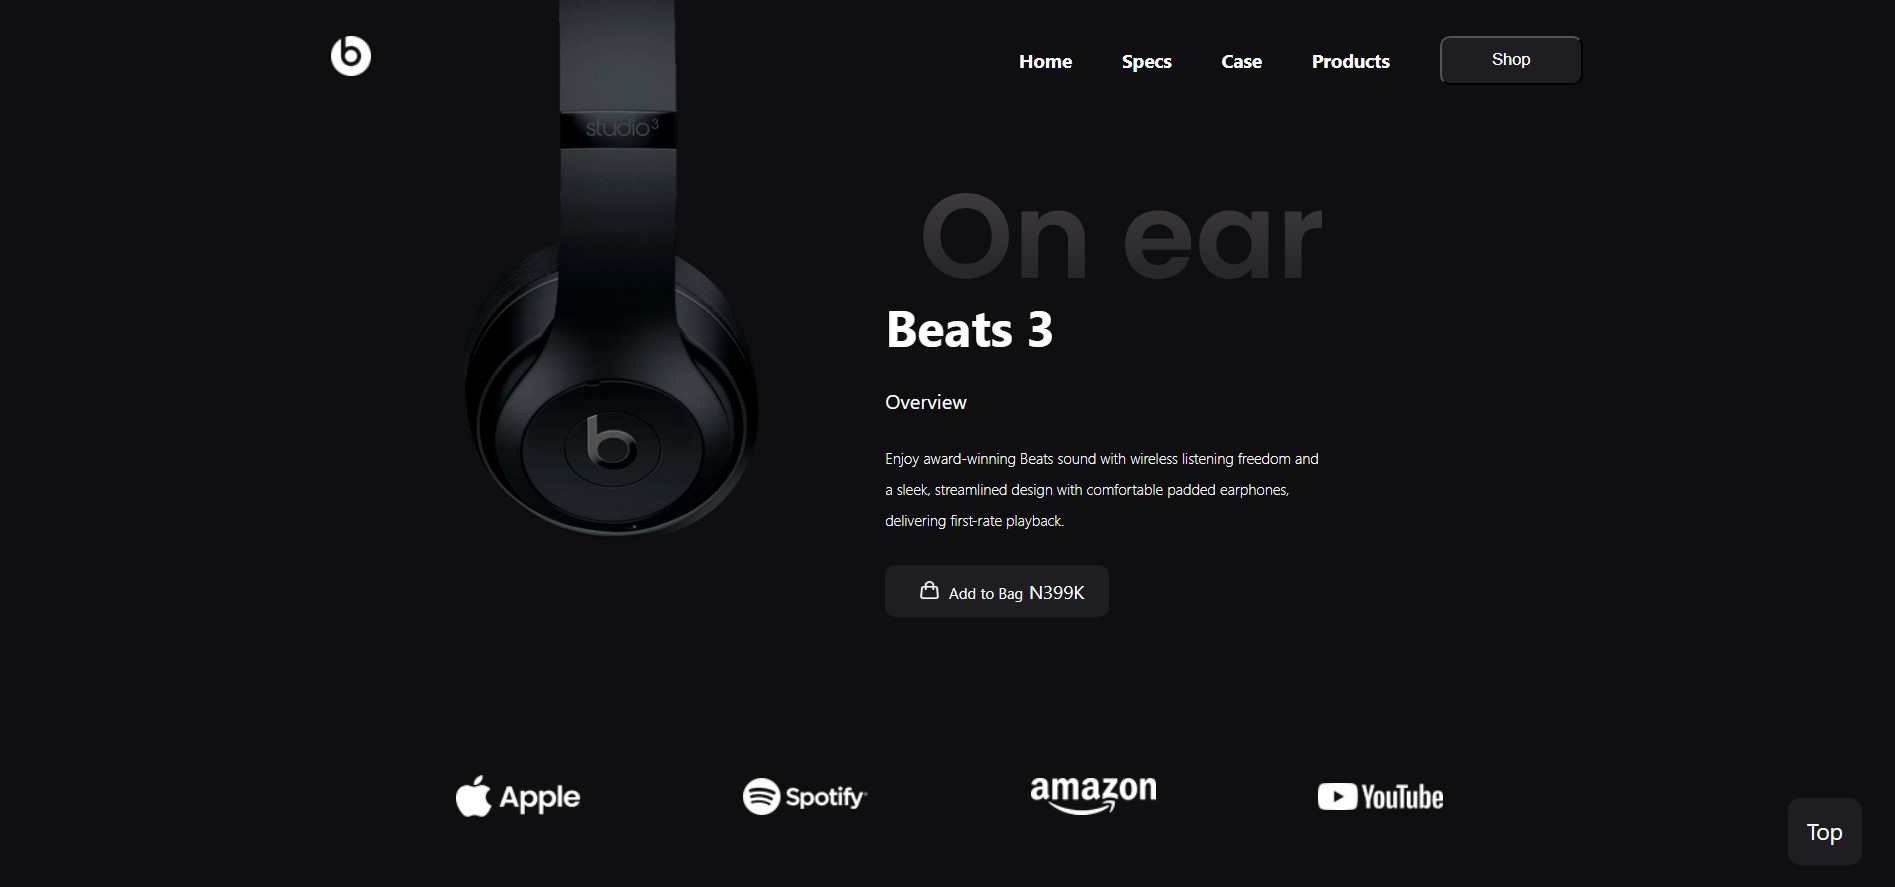 Home Specs Case Products Shop
studio3
On ear
Beats 3
Overview
Enjoy award-winning Beats sound with wireless listening freedom and
a sleek, streamlined design with comfortable padded earphones,
delivering first-rate playback.
Add to Bag N399K
Apple Spotify amazon YouTube
Top